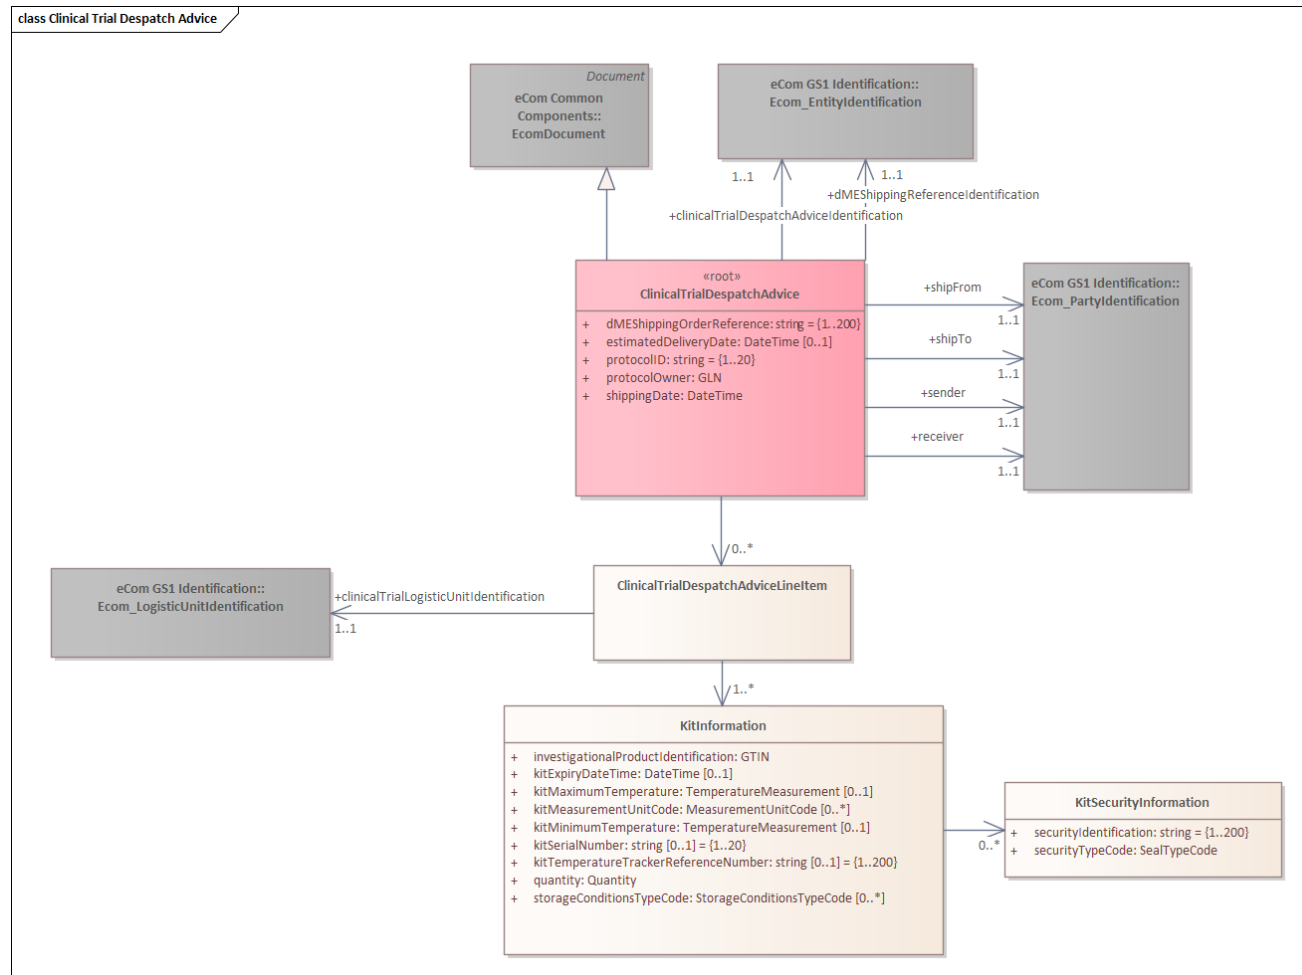 class Clinical Trial Despatch Advice
Document
eCom Common
Components::
EcomDocument
eCom GS1 Identification::
Ecom_EntityIdentification
1..1
1..1
+dMEShippingReferenceIdentification
+clinicalTrialDespatchAdviceIdentification
«root»
ClinicalTrialDespatchAdvice
+ dMEShippingOrderReference: string = {1..200}
+ estimatedDeliveryDate: DateTime [0..1]
+ protocolID: string = {1..20}
+ protocolOwner: GLN
+ shippingDate: DateTime
+shipFrom
1..1
+shipTo
1..1
+sender
1..1
+receiver
1..1
eCom GS1 Identification::
Ecom_PartyIdentification
0..*
ClinicalTrialDespatchAdviceLineItem
+clinicalTrialLogisticUnitIdentification
1..1
eCom GS1 Identification::
Ecom_LogisticUnitIdentification
1..*
KitInformation
+ investigationalProductIdentification: GTIN
+ kitExpiryDateTime: DateTime [0..1]
+ kitMaximumTemperature: TemperatureMeasurement [0..1]
+ kitMeasurementUnitCode: MeasurementUnitCode [0..*]
+ kitMinimumTemperature: TemperatureMeasurement [0..1]
+ kitSerialNumber: string [0..1] = {1..20}
+ kitTemperatureTrackerReferenceNumber: string [0..1] = {1..200}
+ quantity: Quantity
+ storageConditionsTypeCode: StorageConditionsTypeCode [0..*]
0..*
KitSecurityInformation
+ securityIdentification: string = {1..200}
+ securityTypeCode: SealTypeCode